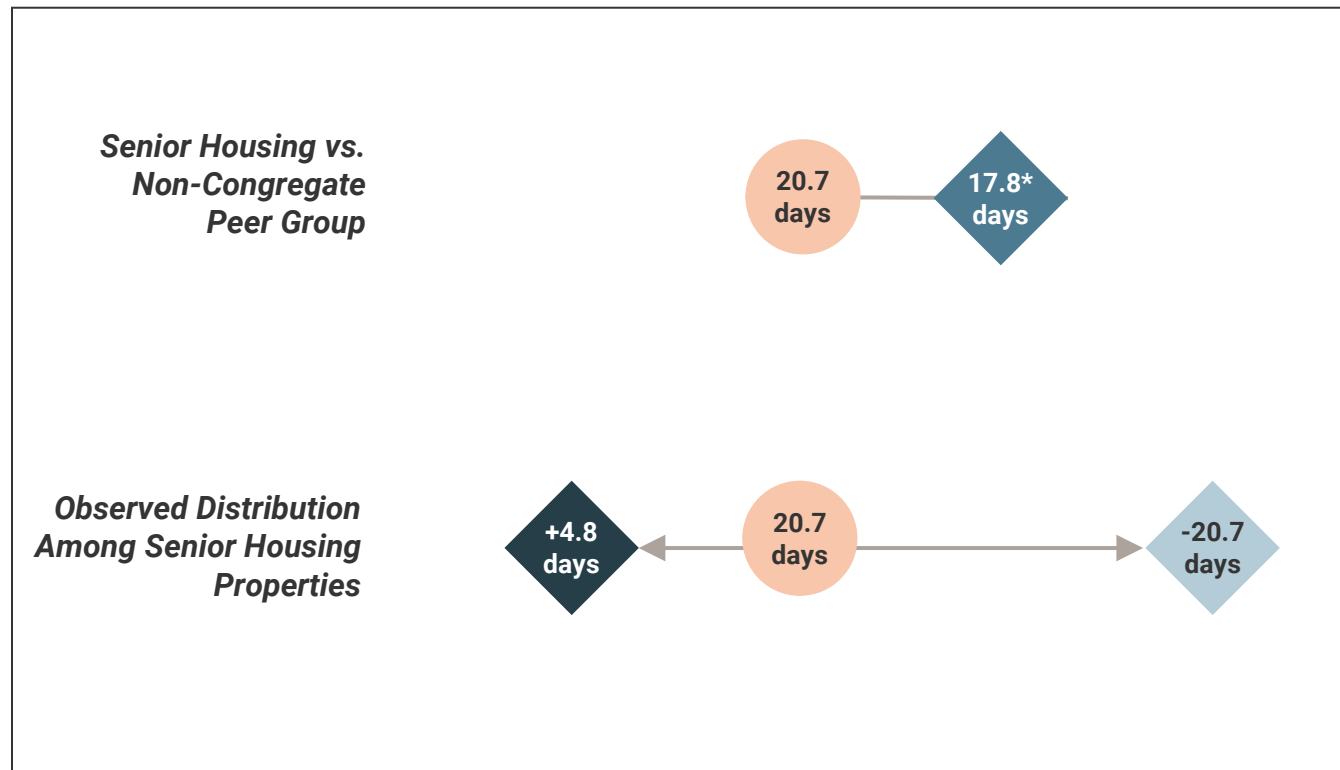 Senior Housing vs.
Non-Congregate
Peer Group
20.7
days
17.8*
days
Observed Distribution
Among Senior Housing
Properties
+4.8
days
20.7
days
-20.7
days